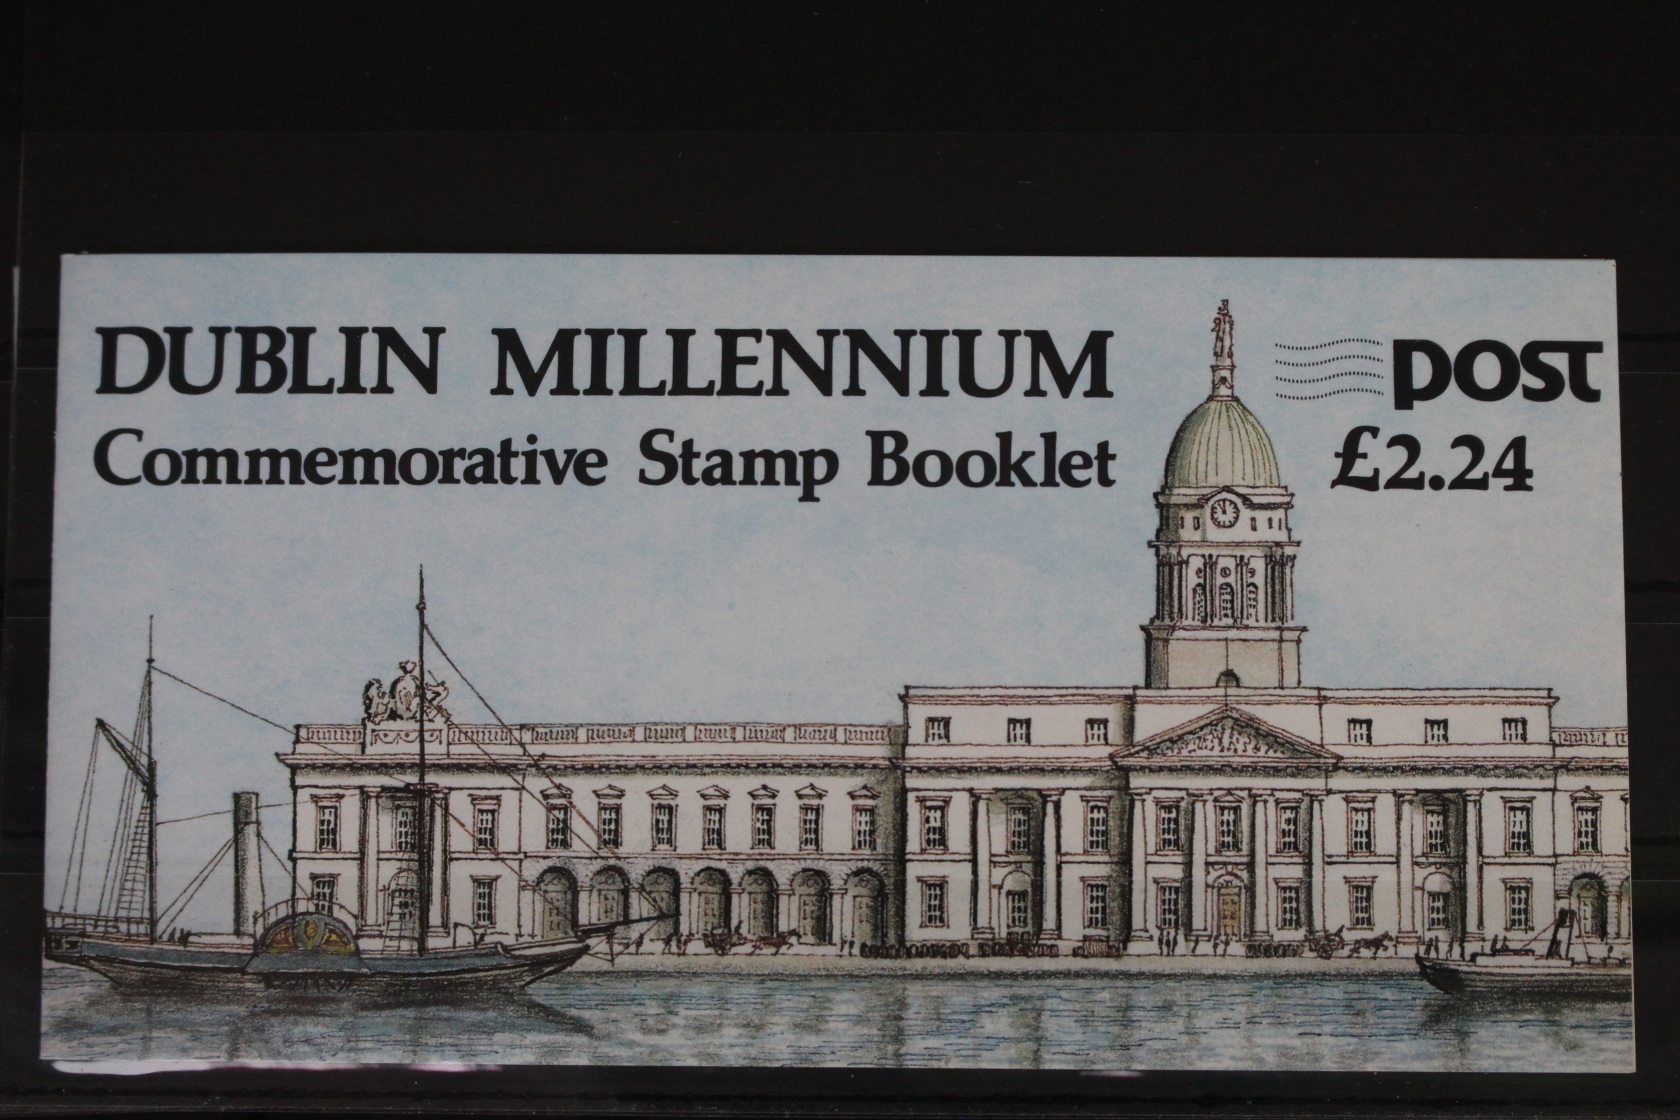 DUBLIN MILLENNIUM
Commemorative Stamp Booklet
post
£2.24